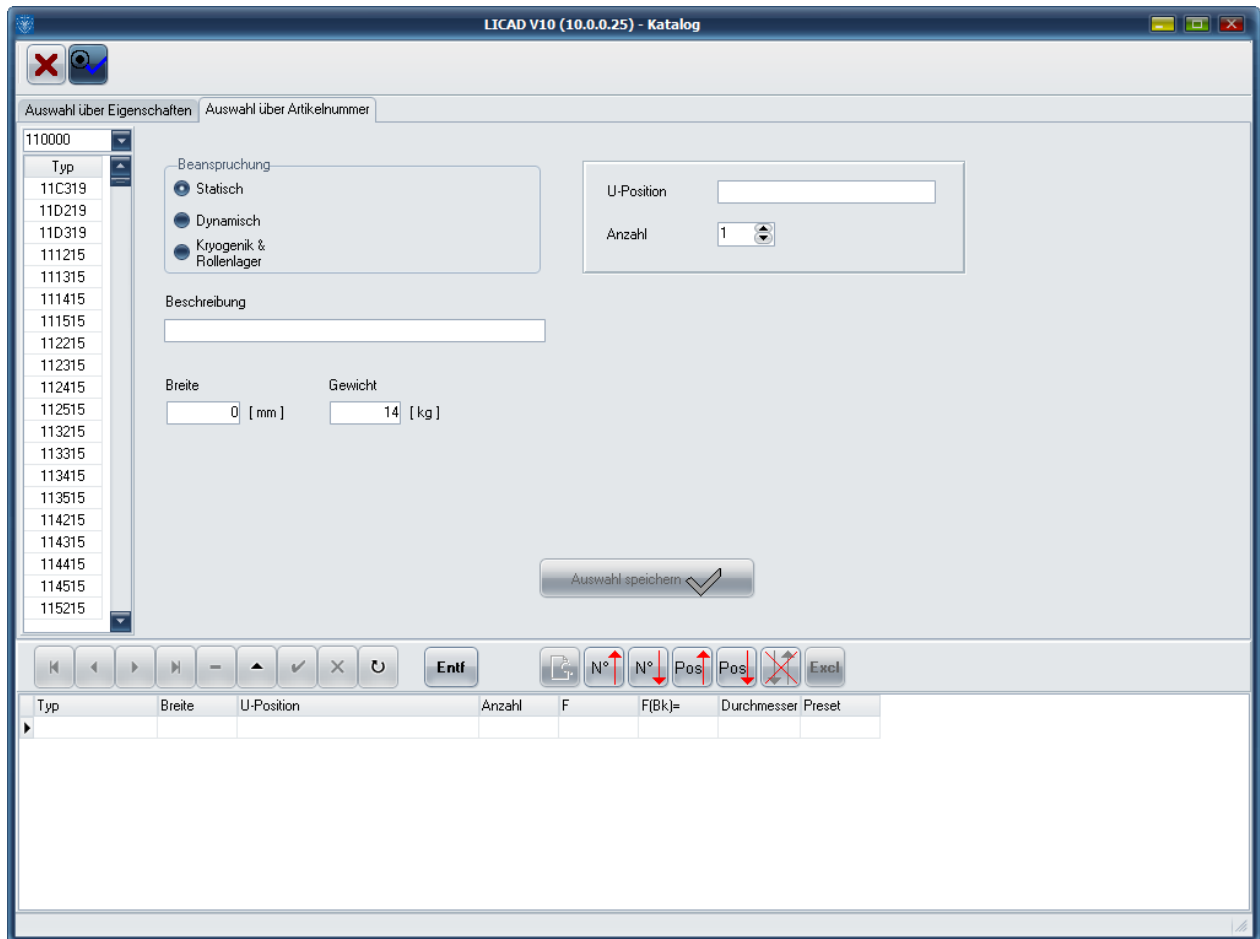 LICAD V10 (10.0.0.25) - Katalog
Auswahl über Eigenschaften
Auswahl über Artikelnummer
110000
Typ
11C319
11D219
11D319
111215
111315
111415
111515
112215
112315
112415
112515
113215
113315
113415
113515
114215
114315
114415
114515
115215
Beanspruchung
Statisch
Dynamisch
Kryogenik &
Rollenlager
U-Position
Anzahl
1
Beschreibung
Breite
Gewicht
0 [ mm ]
14 [ kg ]
Auswahl speichern
Entf
N°
N°
Pos
Pos
Excl
Typ Breite U-Position Anzahl F F(Bk)= Durchmesser Preset